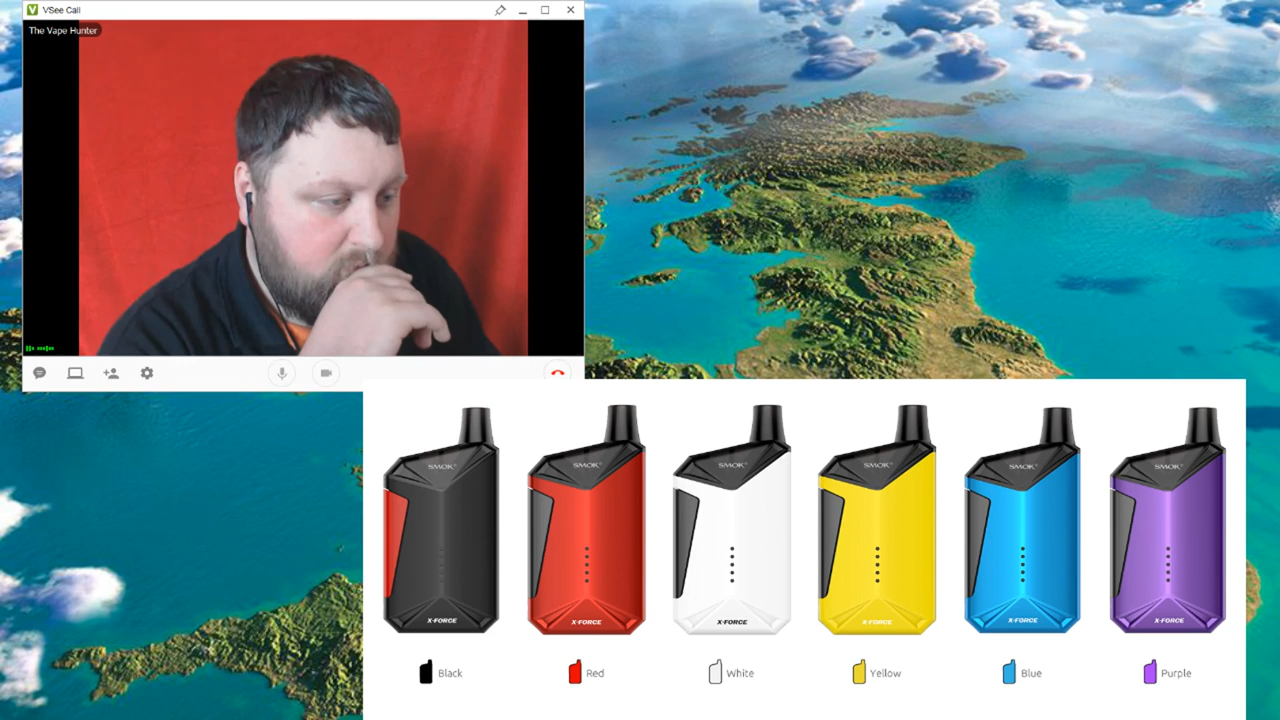 VSee Call
The Vape Hunter
SMOK SMOK SMOK SMOK SMOK SMOK
X-FORCE X-FORCE X-FORCE X-FORCE X-FORCE X-FORCE
Black Red White Yellow Blue Purple